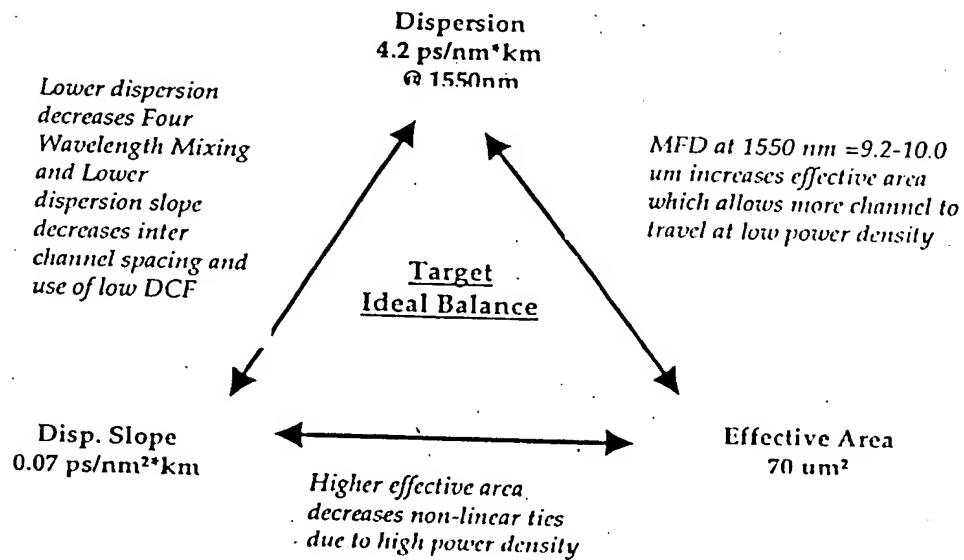 Dispersion
4.2 ps/nm*km
@ 1550nm
Lower dispersion
decreases Four
Wavelength Mixing
and Lower
dispersion slope
decreases inter
channel spacing and
use of low DCF
MFD at 1550 nm =9.2-10.0
um increases effective area
which allows more channel to
travel at low power density
Target
Ideal Balance
Disp. Slope
0.07 ps/nm²*km
Effective Area
70 um²
Higher effective area
decreases non-linear ties
due to high power density